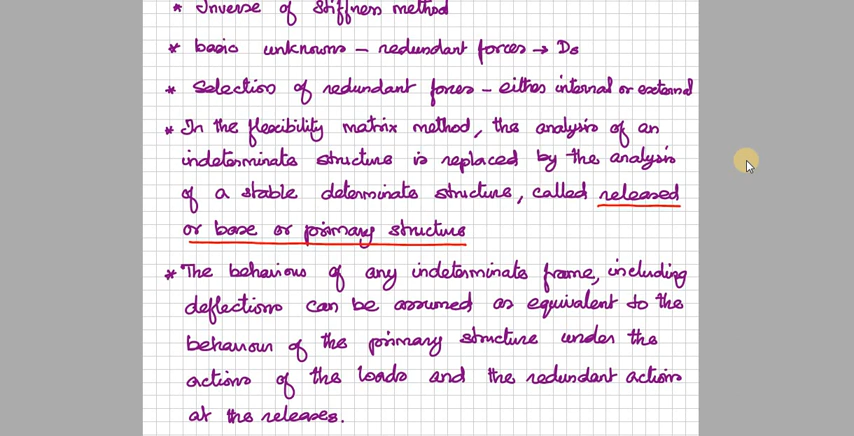 * Inverse of stiffness method
* basic unknowns – redundant forces → Ds
* Selection of redundant forces – either internal or external
* In the flexibility matrix method, the analysis of an
indeterminate structure is replaced by the analysis
of a stable determinate structure, called released
or base or primary structure
* The behaviour of any indeterminate frame, including
deflections can be assumed as equivalent to the
behaviour of the primary structure under the
actions of the loads and the redundant actions
at the releases.